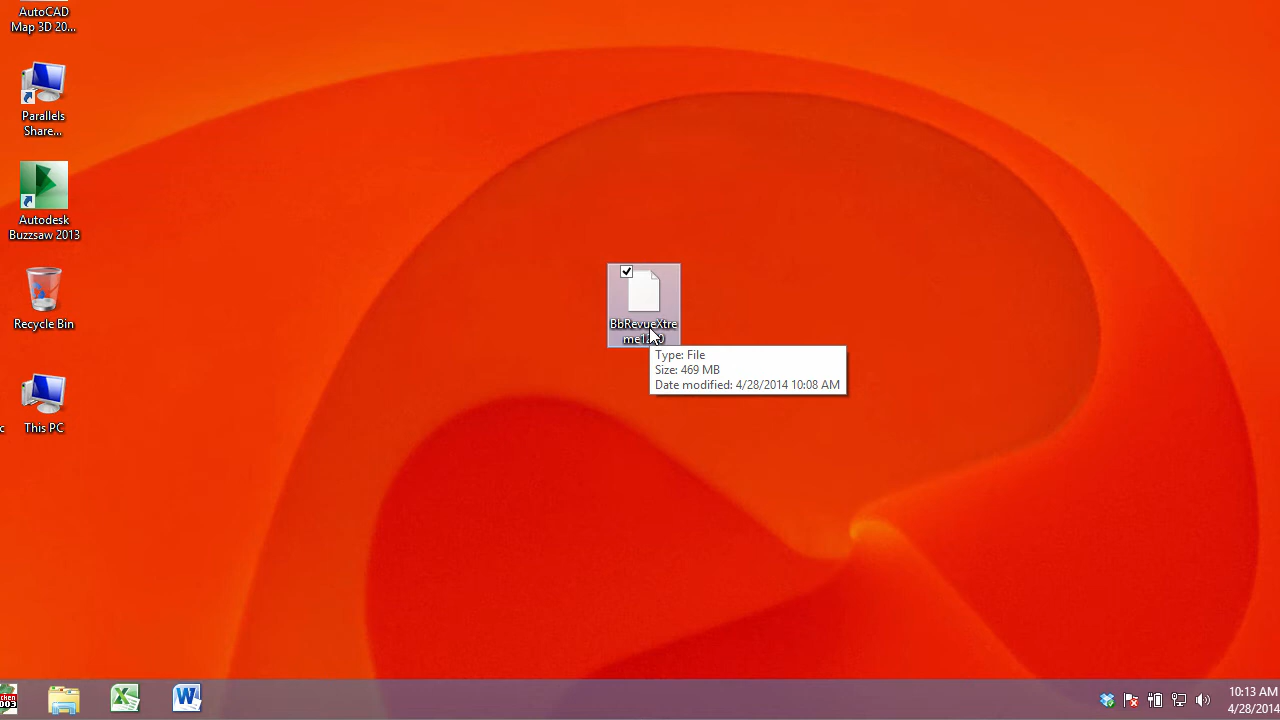 AutoCAD
Map 3D 20...
Parallels
Share...
Autodesk
Buzzsaw 2013
Recycle Bin
c
This PC
BbRevueXtre
Type: File
Size: 469 MB
Date modified: 4/28/2014 10:08 AM
10:13 AM
4/28/2014